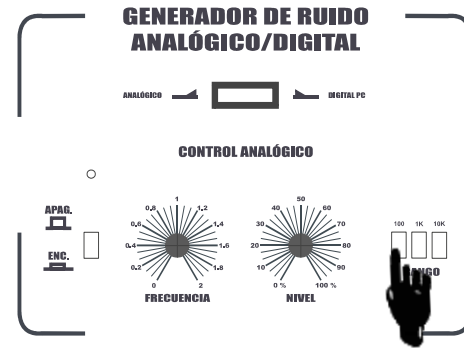 GENERADOR DE RUIDO
ANALÓGICO/DIGITAL
ANALÓGICO
DIGITAL PC
CONTROL ANALÓGICO
APAG.
ENC.
0
0.2
0.4
0.6
0.8
1
1.2
1.4
1.6
1.8
2
FRECUENCIA
0 %
10
20
30
40
50
60
70
80
90
100 %
NIVEL
100 1K 10K